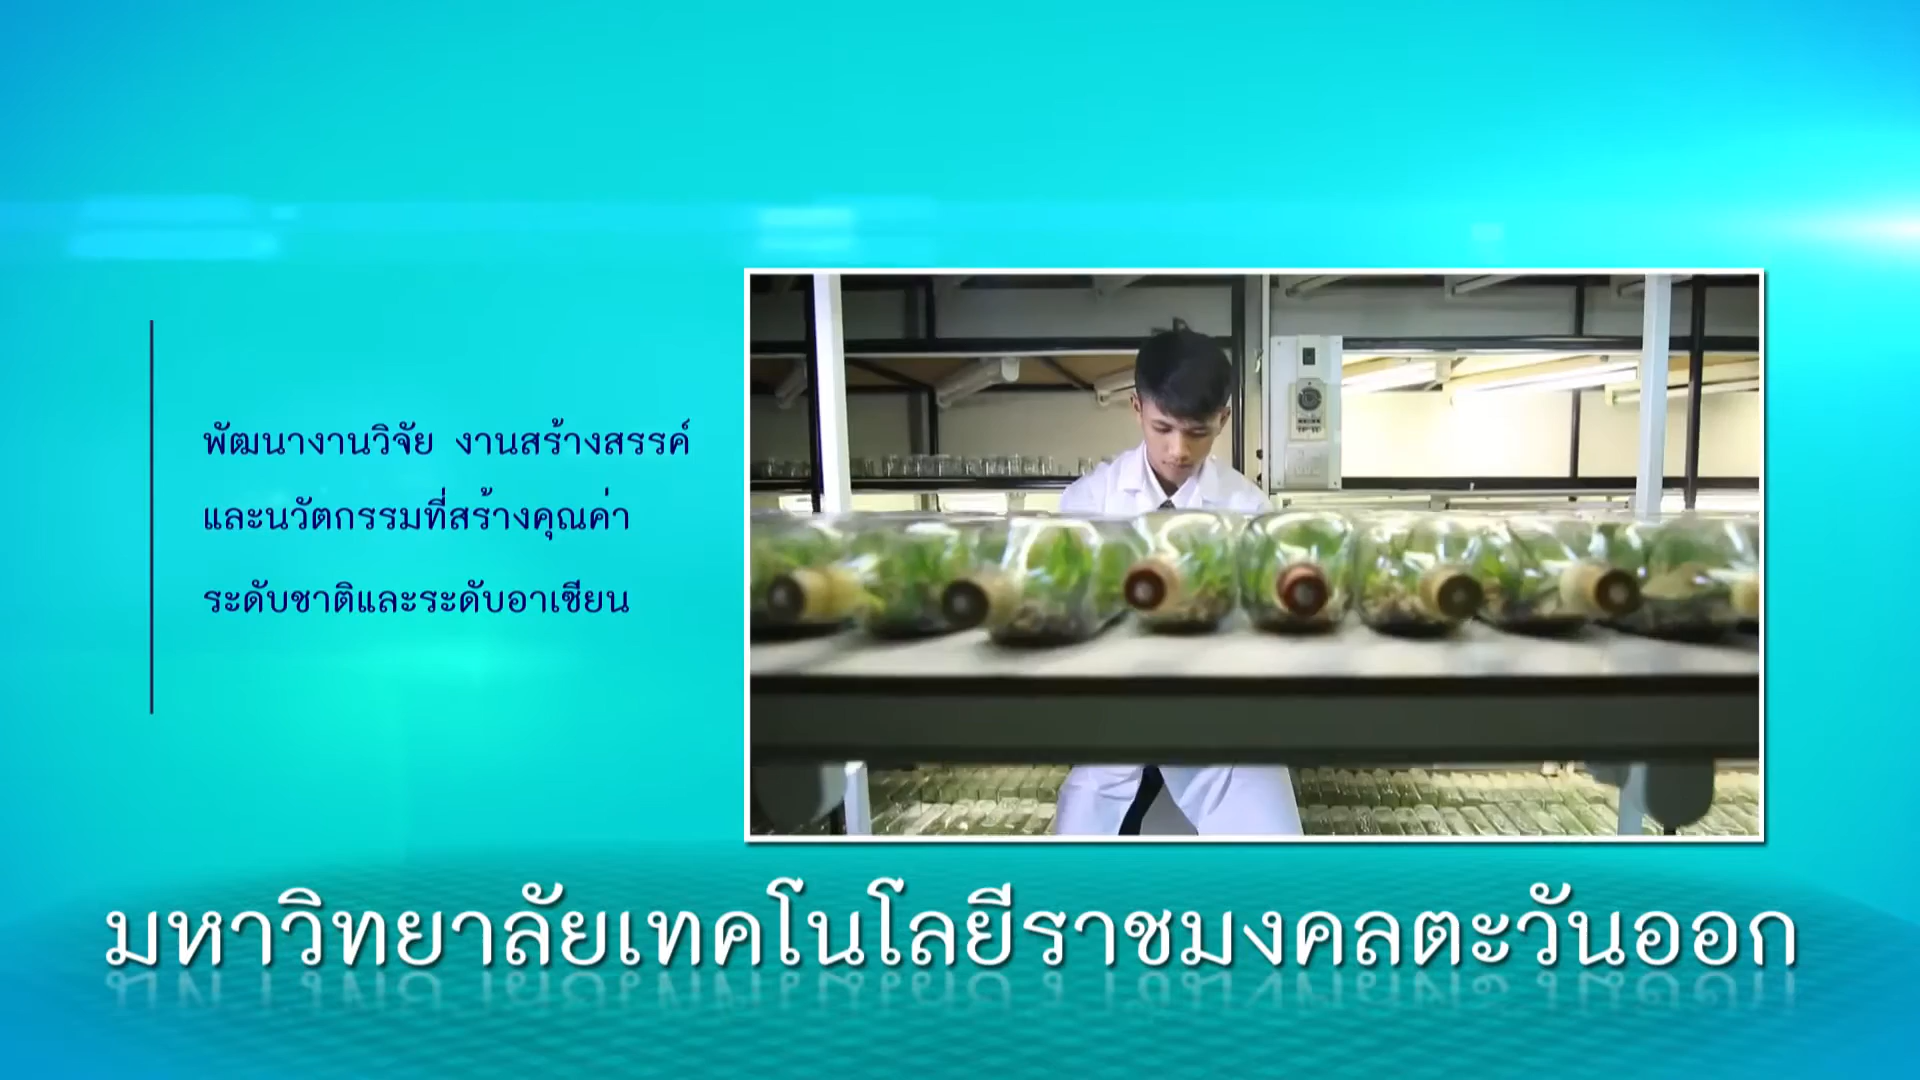 พัฒนางานวิจัย งานสร้างสรรค์
และนวัตกรรมที่สร้างคุณค่า
ระดับชาติและระดับอาเซียน
มหาวิทยาลัยเทคโนโลยีราชมงคลตะวันออก